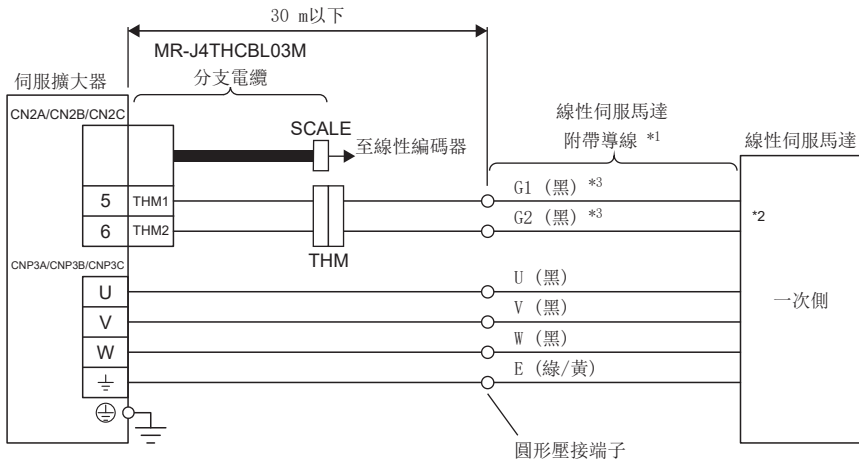 30 m以下
MR-J4THCBL03M
分支電纜
伺服擴大器
CN2A/CN2B/CN2C
SCALE
至線性編碼器
線性伺服馬達
附帶導線 *1
線性伺服馬達
5 THM1
G1 (黑) *3
*2
6 THM2
G2 (黑) *3
THM
CNP3A/CNP3B/CNP3C
U
U (黑)
V
V (黑)
一次側
W
W (黑)
E (綠/黃)
圓形壓接端子